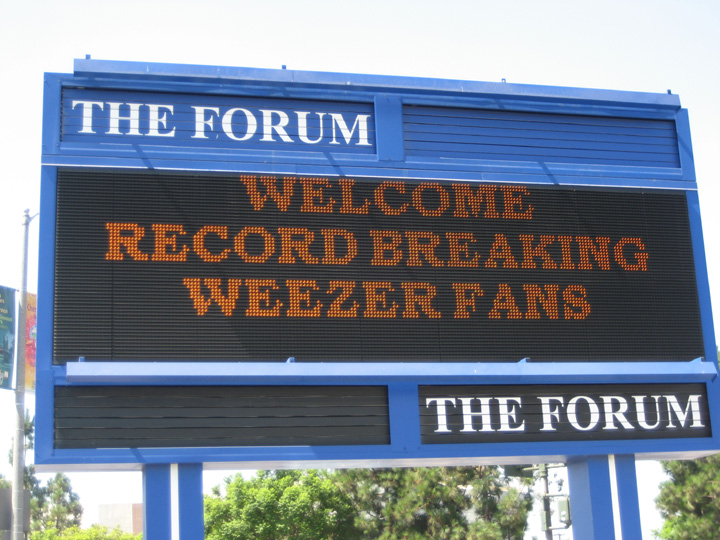 THE FORUM
WELCOME
RECORD BREAKING
WEEZER FANS
THE FORUM